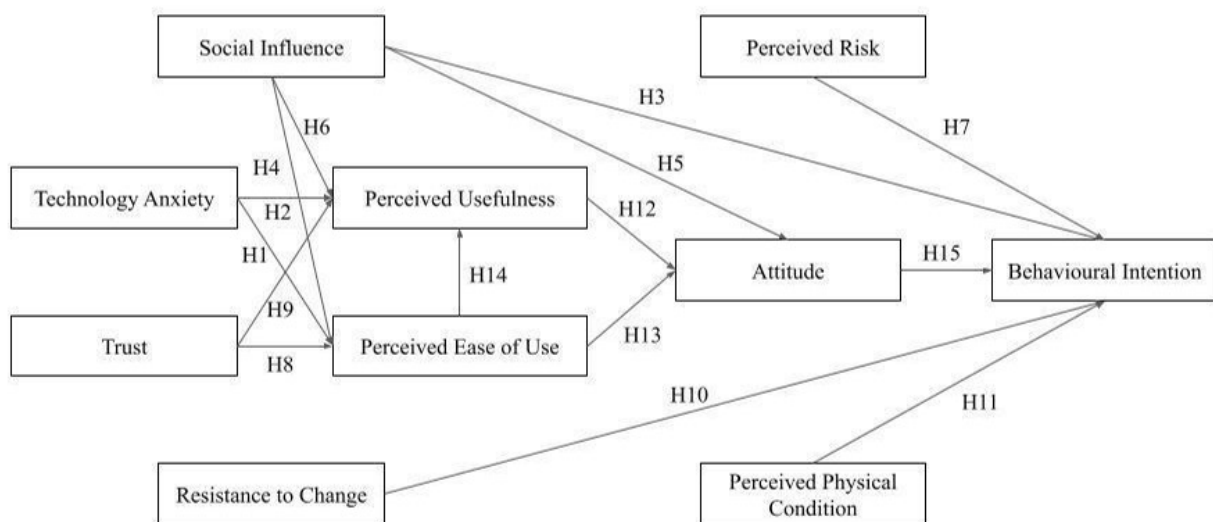 Social Influence
Perceived Risk
H3
H7
H6
H5
H4
Technology Anxiety
Perceived Usefulness
H2
H12
H1
Attitude
H15
Behavioural Intention
H14
H9
Trust
H8
Perceived Ease of Use
H13
H10
H11
Resistance to Change
Perceived Physical
Condition